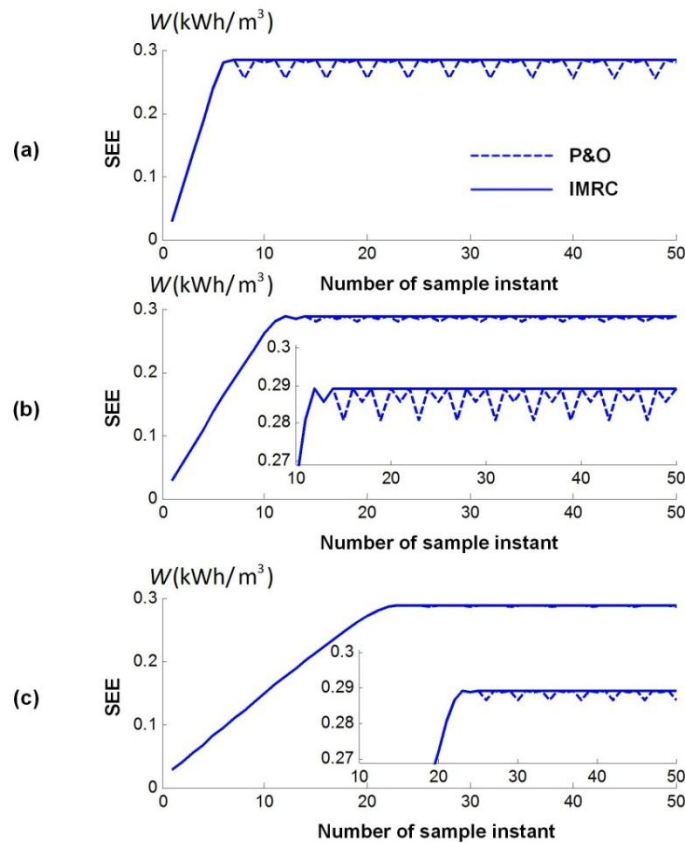 W(kWh/m³)
0.3
0.2
(a)
SEE
P&O
0.1
IMRC
0
0 10 20 30 40 50
Number of sample instant
W(kWh/m³)
0.3
0.3
0.2
0.29
(b)
SEE
0.28
0.1
0.27
10 20 30 40 50
0
0 10 20 30 40 50
Number of sample instant
W(kWh/m³)
0.3
0.3
0.2
0.29
(c)
SEE
0.28
0.1
0.27
10 20 30 40 50
0
0 10 20 30 40 50
Number of sample instant